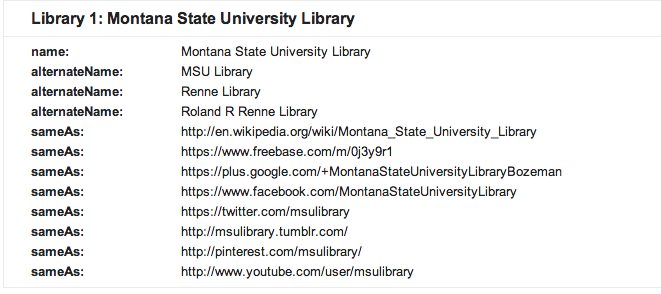 Library 1: Montana State University Library
name: Montana State University Library
alternateName: MSU Library
alternateName: Renne Library
alternateName: Roland R Renne Library
sameAs: http://en.wikipedia.org/wiki/Montana_State_University_Library
sameAs: https://www.freebase.com/m/0j3y9r1
sameAs: https://plus.google.com/+MontanaStateUniversityLibraryBozeman
sameAs: https://www.facebook.com/MontanaStateUniversityLibrary
sameAs: https://twitter.com/msulibrary
sameAs: http://msulibrary.tumblr.com/
sameAs: http://pinterest.com/msulibrary/
sameAs: http://www.youtube.com/user/msulibrary